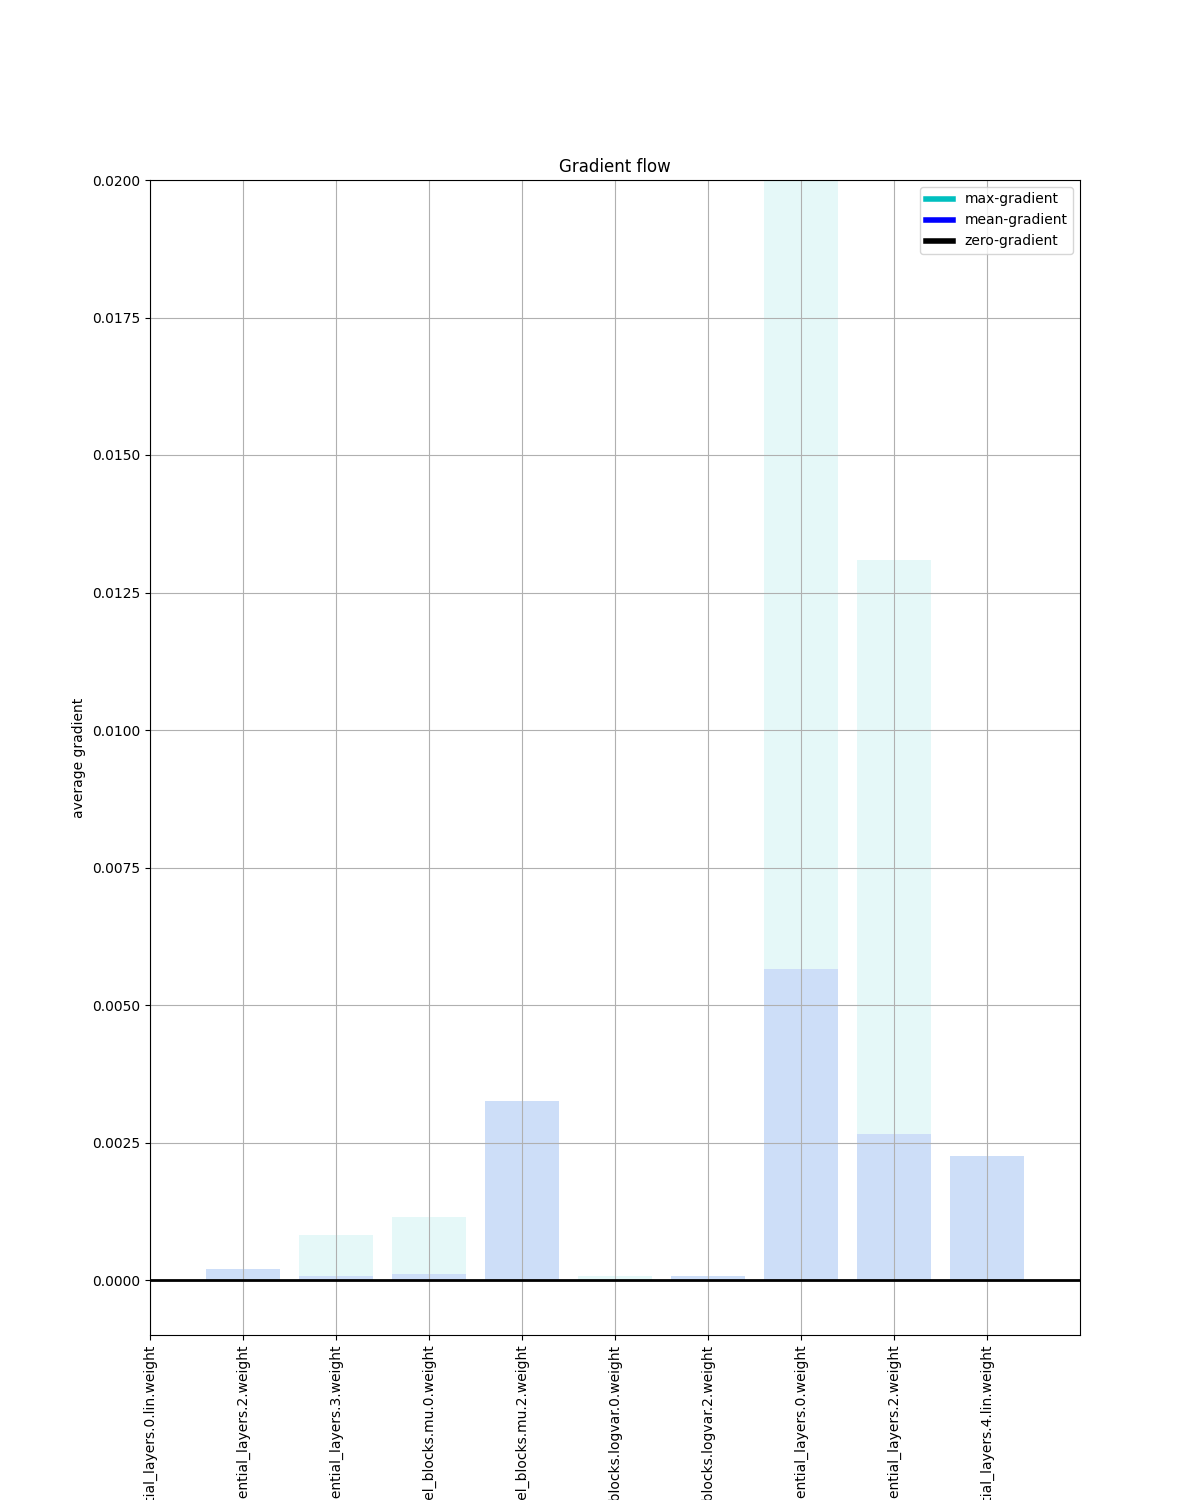 Gradient flow
max-gradient
mean-gradient
zero-gradient
0.0200
0.0175
0.0150
0.0125
0.0100
0.0075
0.0050
0.0025
0.0000
average gradient
tial_layers.0.lin.weight
ential_layers.2.weight
ential_layers.3.weight
el_blocks.mu.0.weight
el_blocks.mu.2.weight
blocks.logvar.0.weight
blocks.logvar.2.weight
ential_layers.0.weight
ential_layers.2.weight
tial_layers.4.lin.weight